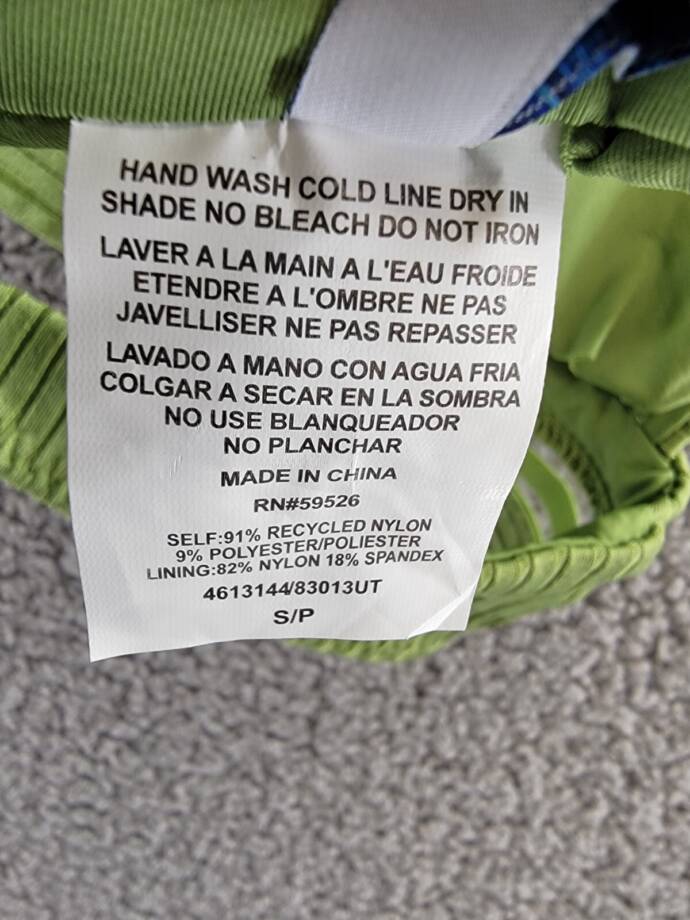 HAND WASH COLD LINE DRY IN
SHADE NO BLEACH DO NOT IRON
LAVER A LA MAIN A L'EAU FROIDE
ETENDRE A L'OMBRE NE PAS
JAVELLISER NE PAS REPASSER
LAVADO A MANO CON AGUA FRIA
COLGAR A SECAR EN LA SOMBRA
NO USE BLANQUEADOR
NO PLANCHAR
MADE IN CHINA
RN#59526
SELF:91% RECYCLED NYLON
9% POLYESTER/POLIESTER
LINING:82% NYLON 18% SPANDEX
4613144/83013UT
S/P